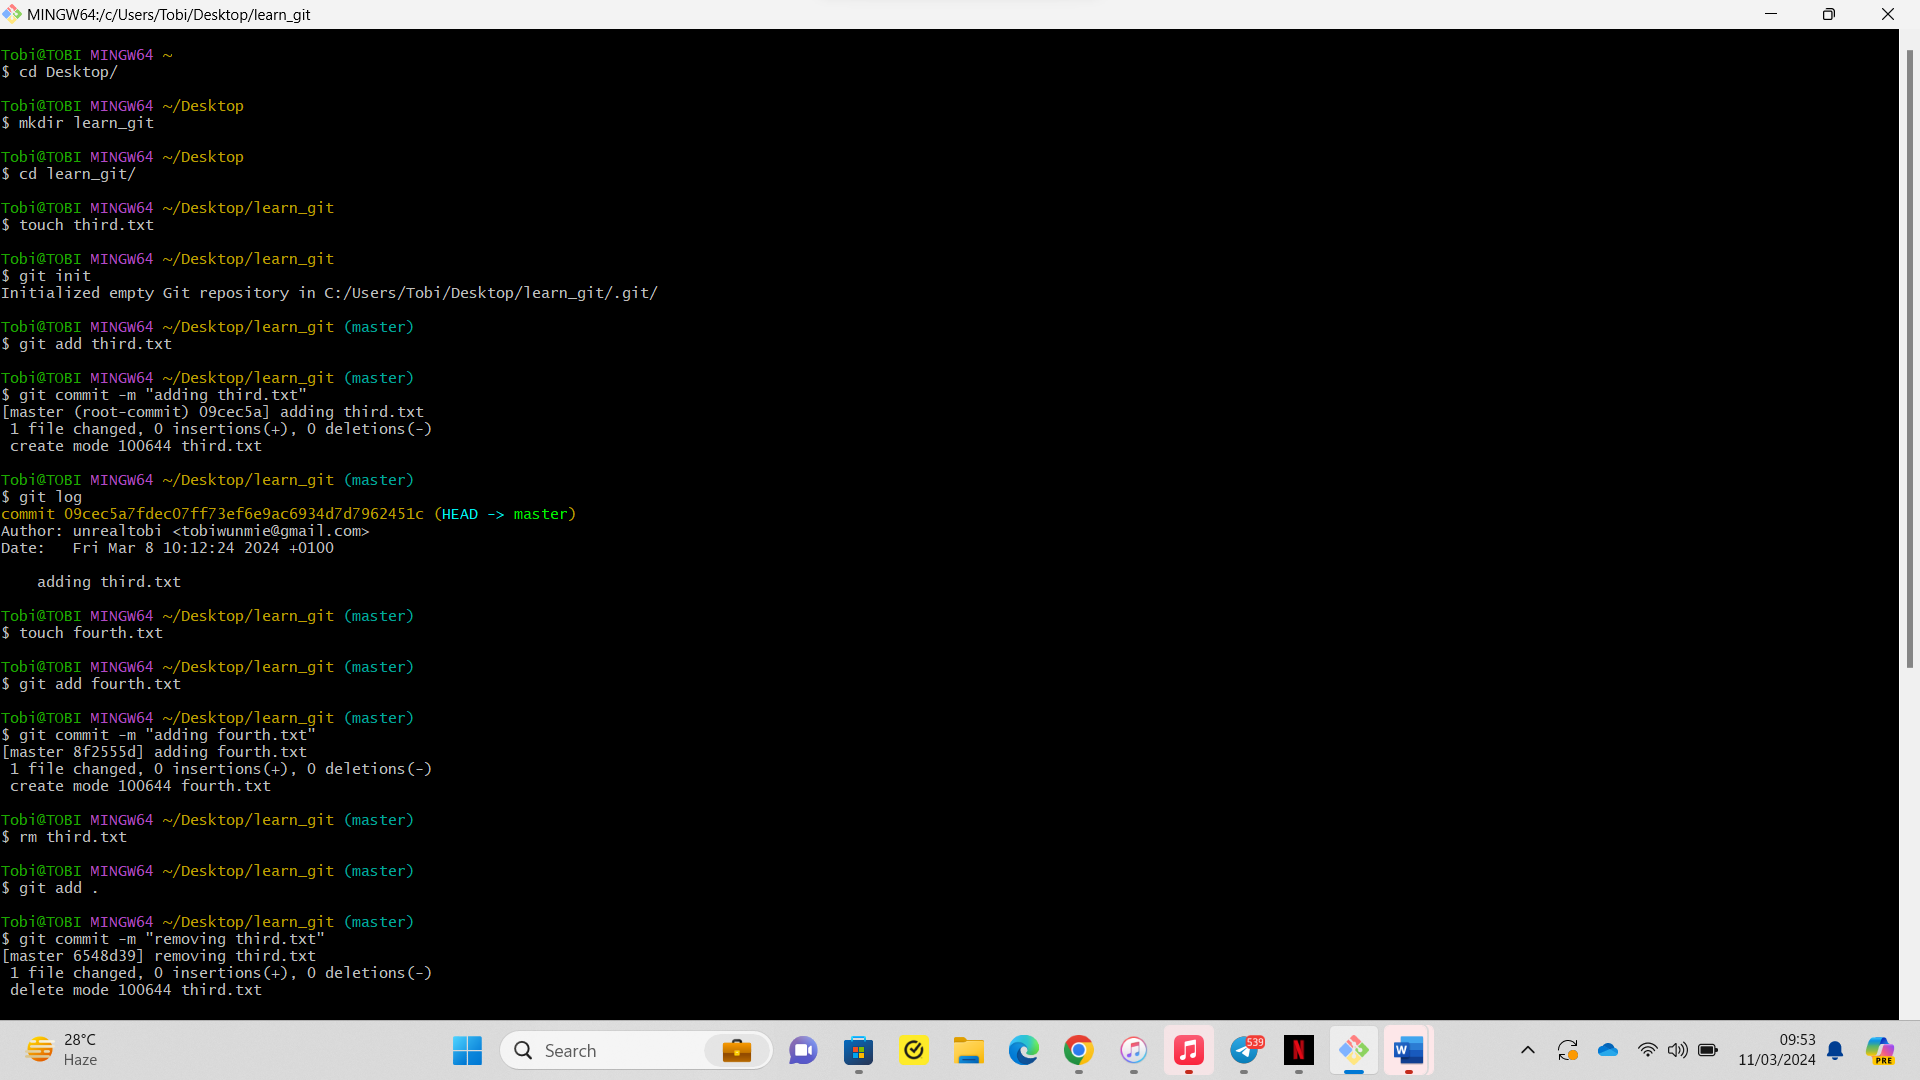 MINGW64:/c/Users/Tobi/Desktop/learn_git
Tobi@TOBI MINGW64 ~
$ cd Desktop/
Tobi@TOBI MINGW64 ~/Desktop
$ mkdir learn_git
Tobi@TOBI MINGW64 ~/Desktop
$ cd learn_git/
Tobi@TOBI MINGW64 ~/Desktop/learn_git
$ touch third.txt
Tobi@TOBI MINGW64 ~/Desktop/learn_git
$ git init
Initialized empty Git repository in C:/Users/Tobi/Desktop/learn_git/.git/
Tobi@TOBI MINGW64 ~/Desktop/learn_git (master)
$ git add third.txt
Tobi@TOBI MINGW64 ~/Desktop/learn_git (master)
$ git commit -m "adding third.txt"
[master (root-commit) 09cec5a] adding third.txt
 1 file changed, 0 insertions(+), 0 deletions(-)
 create mode 100644 third.txt
Tobi@TOBI MINGW64 ~/Desktop/learn_git (master)
$ git log
commit 09cec5a7fdec07ff73ef6e9ac6934d7d7962451c (HEAD -> master)
Author: unrealtobi <tobiwunmie@gmail.com>
Date:   Fri Mar 8 10:12:24 2024 +0100
    adding third.txt
Tobi@TOBI MINGW64 ~/Desktop/learn_git (master)
$ touch fourth.txt
Tobi@TOBI MINGW64 ~/Desktop/learn_git (master)
$ git add fourth.txt
Tobi@TOBI MINGW64 ~/Desktop/learn_git (master)
$ git commit -m "adding fourth.txt"
[master 8f2555d] adding fourth.txt
 1 file changed, 0 insertions(+), 0 deletions(-)
 create mode 100644 fourth.txt
Tobi@TOBI MINGW64 ~/Desktop/learn_git (master)
$ rm third.txt
Tobi@TOBI MINGW64 ~/Desktop/learn_git (master)
$ git add .
Tobi@TOBI MINGW64 ~/Desktop/learn_git (master)
$ git commit -m "removing third.txt"
[master 6548d39] removing third.txt
 1 file changed, 0 insertions(+), 0 deletions(-)
 delete mode 100644 third.txt
28°C
Haze
Search
539
N
W
09:53
11/03/2024
PRE